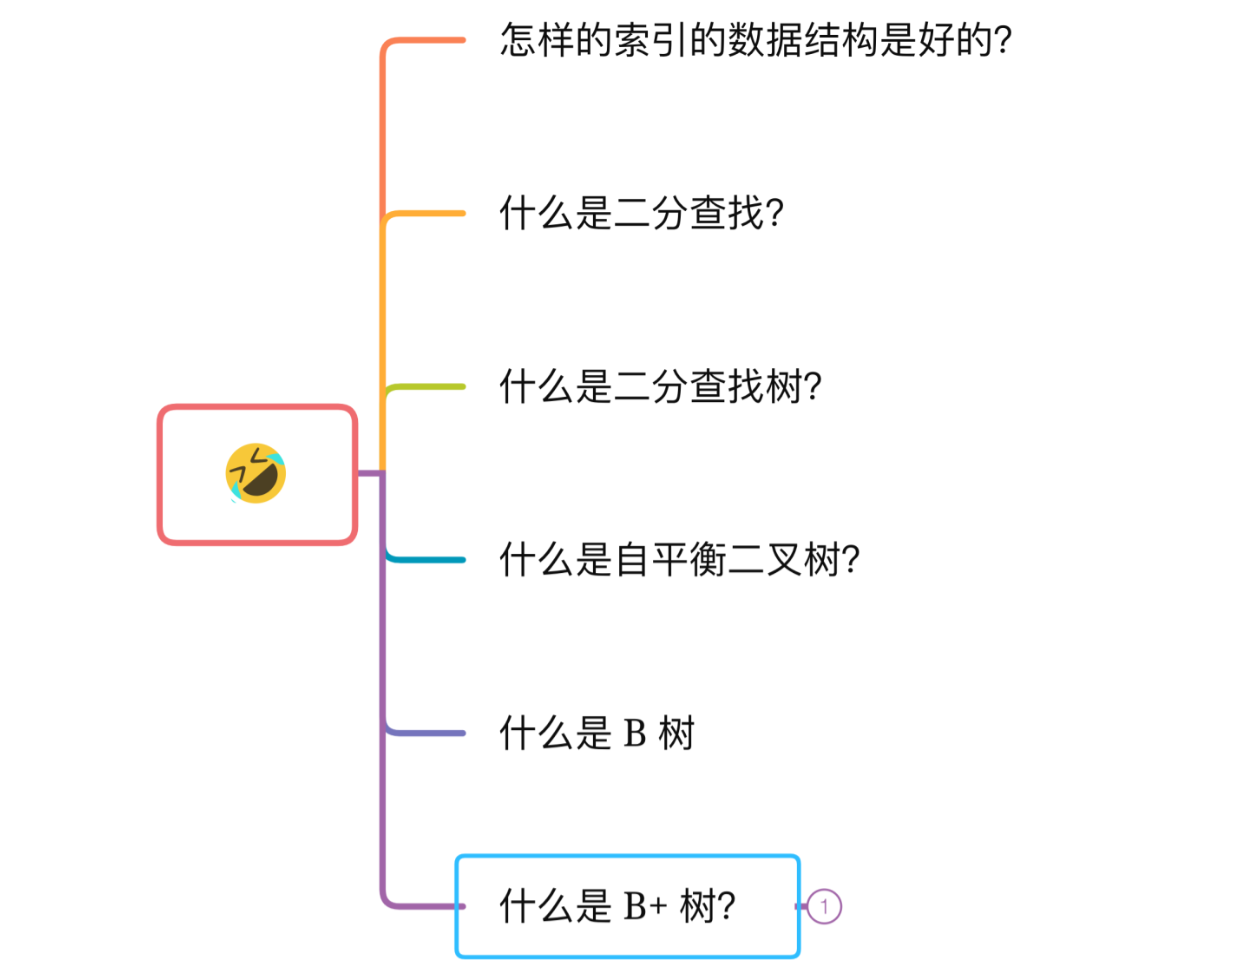 怎样的索引的数据结构是好的?
什么是二分查找?
什么是二分查找树?
什么是自平衡二叉树?
什么是 B 树
什么是 B+ 树?
1